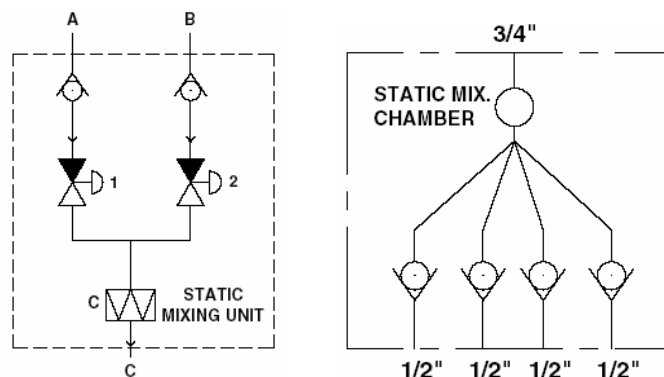 A B
1 2
C
STATIC
MIXING UNIT
C
3/4"
STATIC MIX.
CHAMBER
1/2" 1/2" 1/2" 1/2"